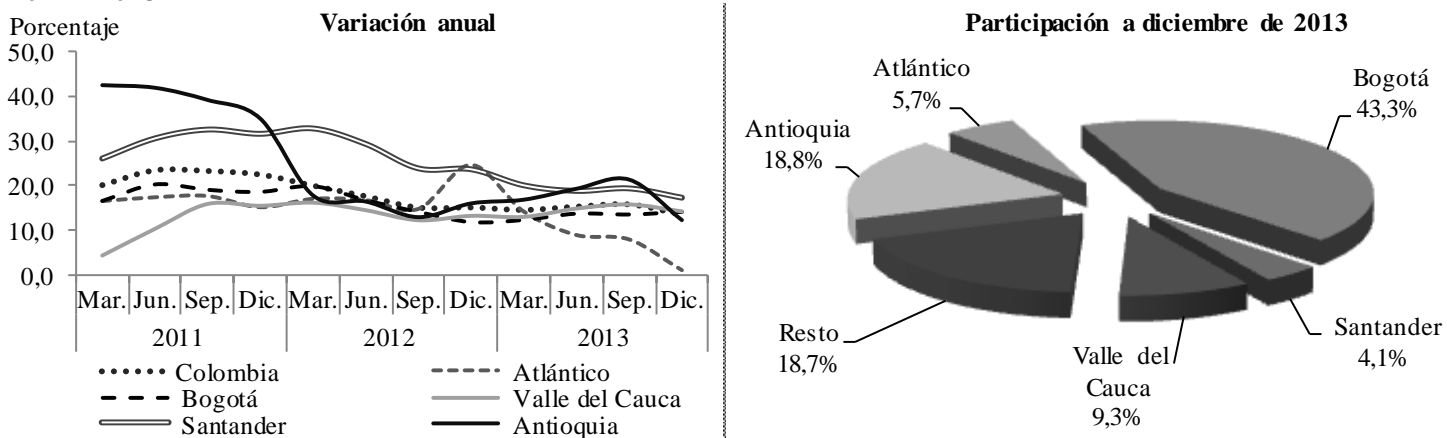 Variación anual
Porcentaje
50,0
40,0
30,0
20,0
10,0
0,0
Mar. Jun. Sep. Dic. Mar. Jun. Sep. Dic. Mar. Jun. Sep. Dic.
2011 2012 2013
Colombia Atlántico
Bogotá Valle del Cauca
Santander Antioquia
Participación a diciembre de 2013
Atlántico
5,7%
Bogotá
43,3%
Antioquia
18,8%
Resto
18,7%
Valle del
Cauca
9,3%
Santander
4,1%